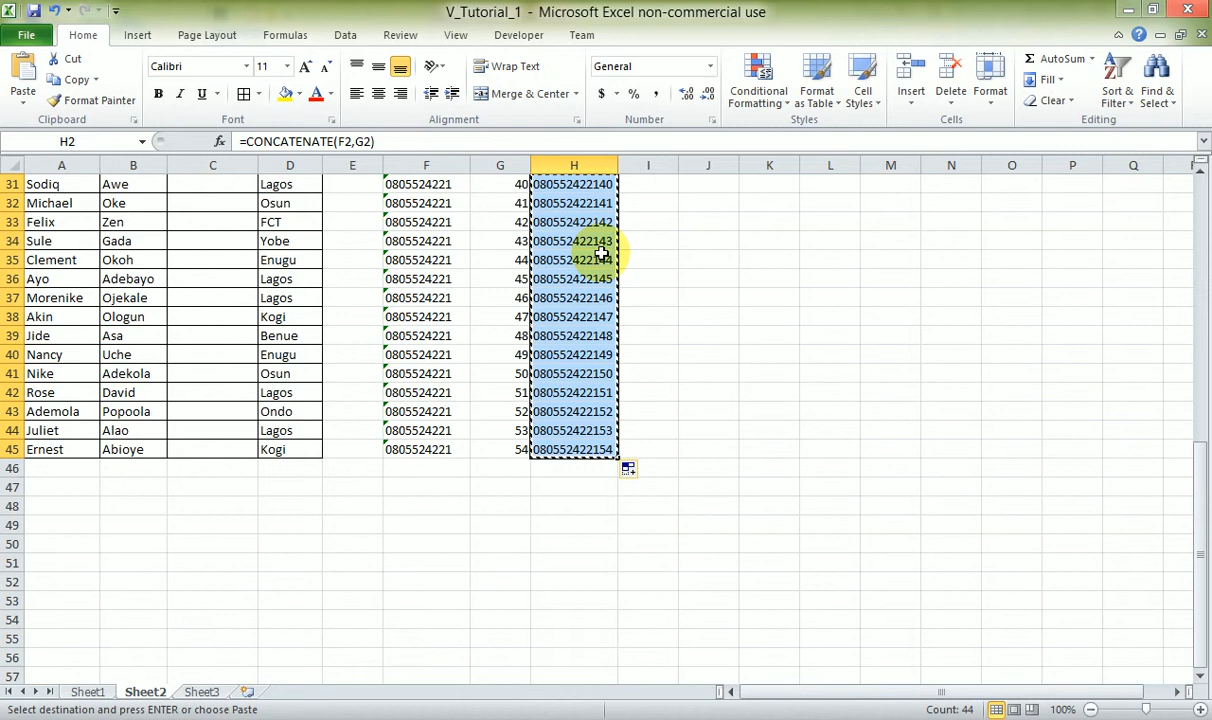 V_Tutorial_1 - Microsoft Excel non-commercial use
File Home Insert Page Layout Formulas Data Review View Developer Team
Paste Cut Copy Format Painter Clipboard
Calibri 11 B I U A Font
Wrap Text Merge & Center Alignment
General $ % , Number
Conditional Formatting Format as Table Cell Styles Styles
Insert Delete Format Cells
Σ AutoSum Fill Clear Sort & Filter Find & Select Editing
H2 fx =CONCATENATE(F2,G2)
A B C D E F G H I J K L M N O P Q
31 Sodiq Awe Lagos 0805524221 40 080552422140
32 Michael Oke Osun 0805524221 41 080552422141
33 Felix Zen FCT 0805524221 42 080552422142
34 Sule Gada Yobe 0805524221 43 080552422143
35 Clement Okoh Enugu 0805524221 44 080552422144
36 Ayo Adebayo Lagos 0805524221 45 080552422145
37 Morenike Ojekale Lagos 0805524221 46 080552422146
38 Akin Ologun Kogi 0805524221 47 080552422147
39 Jide Asa Benue 0805524221 48 080552422148
40 Nancy Uche Enugu 0805524221 49 080552422149
41 Nike Adekola Osun 0805524221 50 080552422150
42 Rose David Lagos 0805524221 51 080552422151
43 Ademola Popoola Ondo 0805524221 52 080552422152
44 Juliet Alao Lagos 0805524221 53 080552422153
45 Ernest Abioye Kogi 0805524221 54 080552422154
46
47
48
49
50
51
52
53
54
55
56
57
Sheet1 Sheet2 Sheet3
Select destination and press ENTER or choose Paste Count: 44 100%